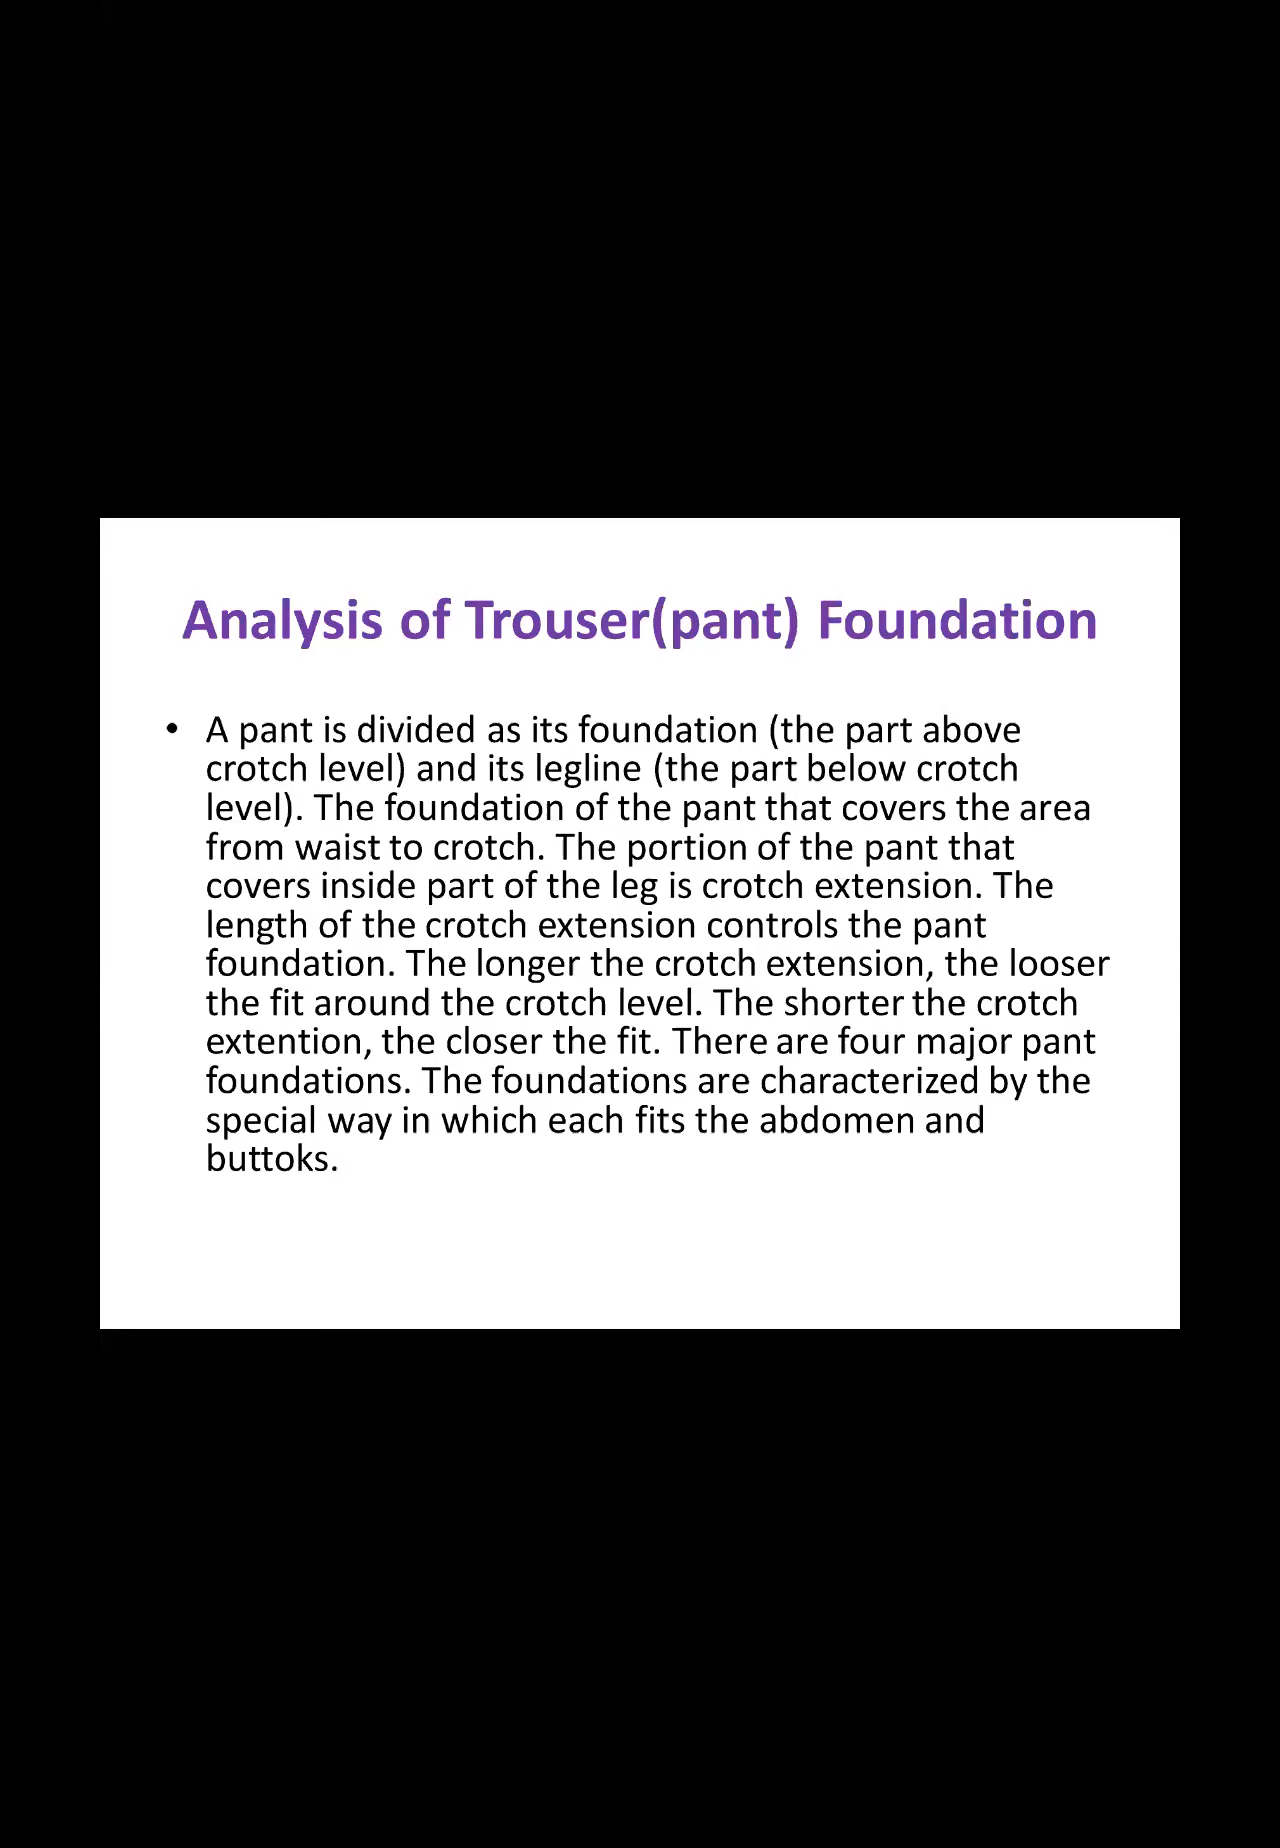 Analysis of Trouser(pant) Foundation
• A pant is divided as its foundation (the part above
crotch level) and its legline (the part below crotch
level). The foundation of the pant that covers the area
from waist to crotch. The portion of the pant that
covers inside part of the leg is crotch extension. The
length of the crotch extension controls the pant
foundation. The longer the crotch extension, the looser
the fit around the crotch level. The shorter the crotch
extention, the closer the fit. There are four major pant
foundations. The foundations are characterized by the
special way in which each fits the abdomen and
buttoks.